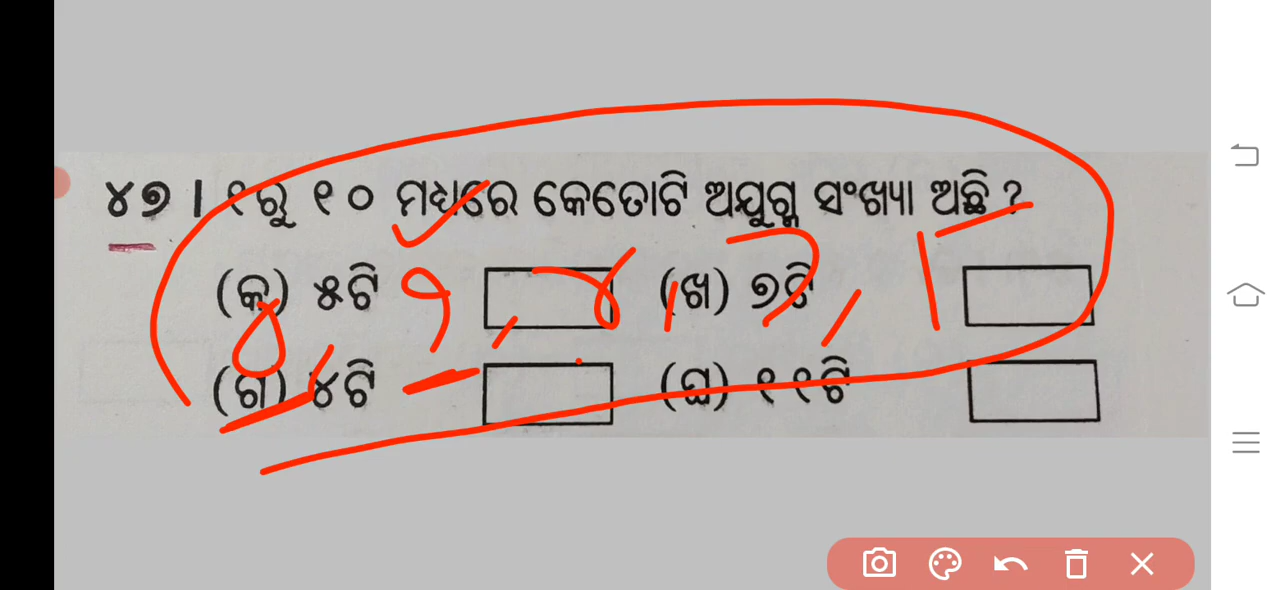 ୪୭ । ୧ରୁ ୧୦ ମଧ୍ୟରେ କେତୋଟି ଅଯୁଗ୍ମ ସଂଖ୍ୟା ଅଛି ?
(କ) ୫ଟି (ଖ) ୭ଟି
(ଗ) ୪ଟି (ଘ) ୧୧ଟି